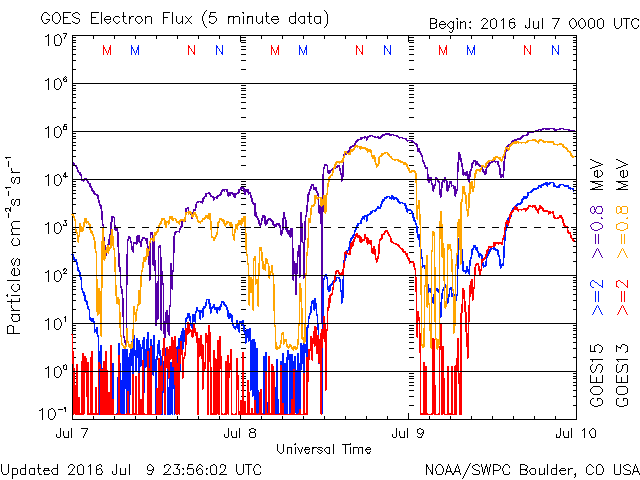 GOES Electron Flux (5 minute data)
Begin: 2016 Jul 7 0000 UTC
M M N N M M N N M M N N
10⁷
10⁶
10⁵
10⁴
10³
10²
10¹
10⁰
10⁻¹
Particles cm⁻²s⁻¹sr⁻¹
Jul 7 Jul 8 Jul 9 Jul 10
Universal Time
GOES15 >=2 >=0.8 MeV
GOES13 >=2 >=0.8 MeV
Updated 2016 Jul 9 23:56:02 UTC
NOAA/SWPC Boulder, CO USA